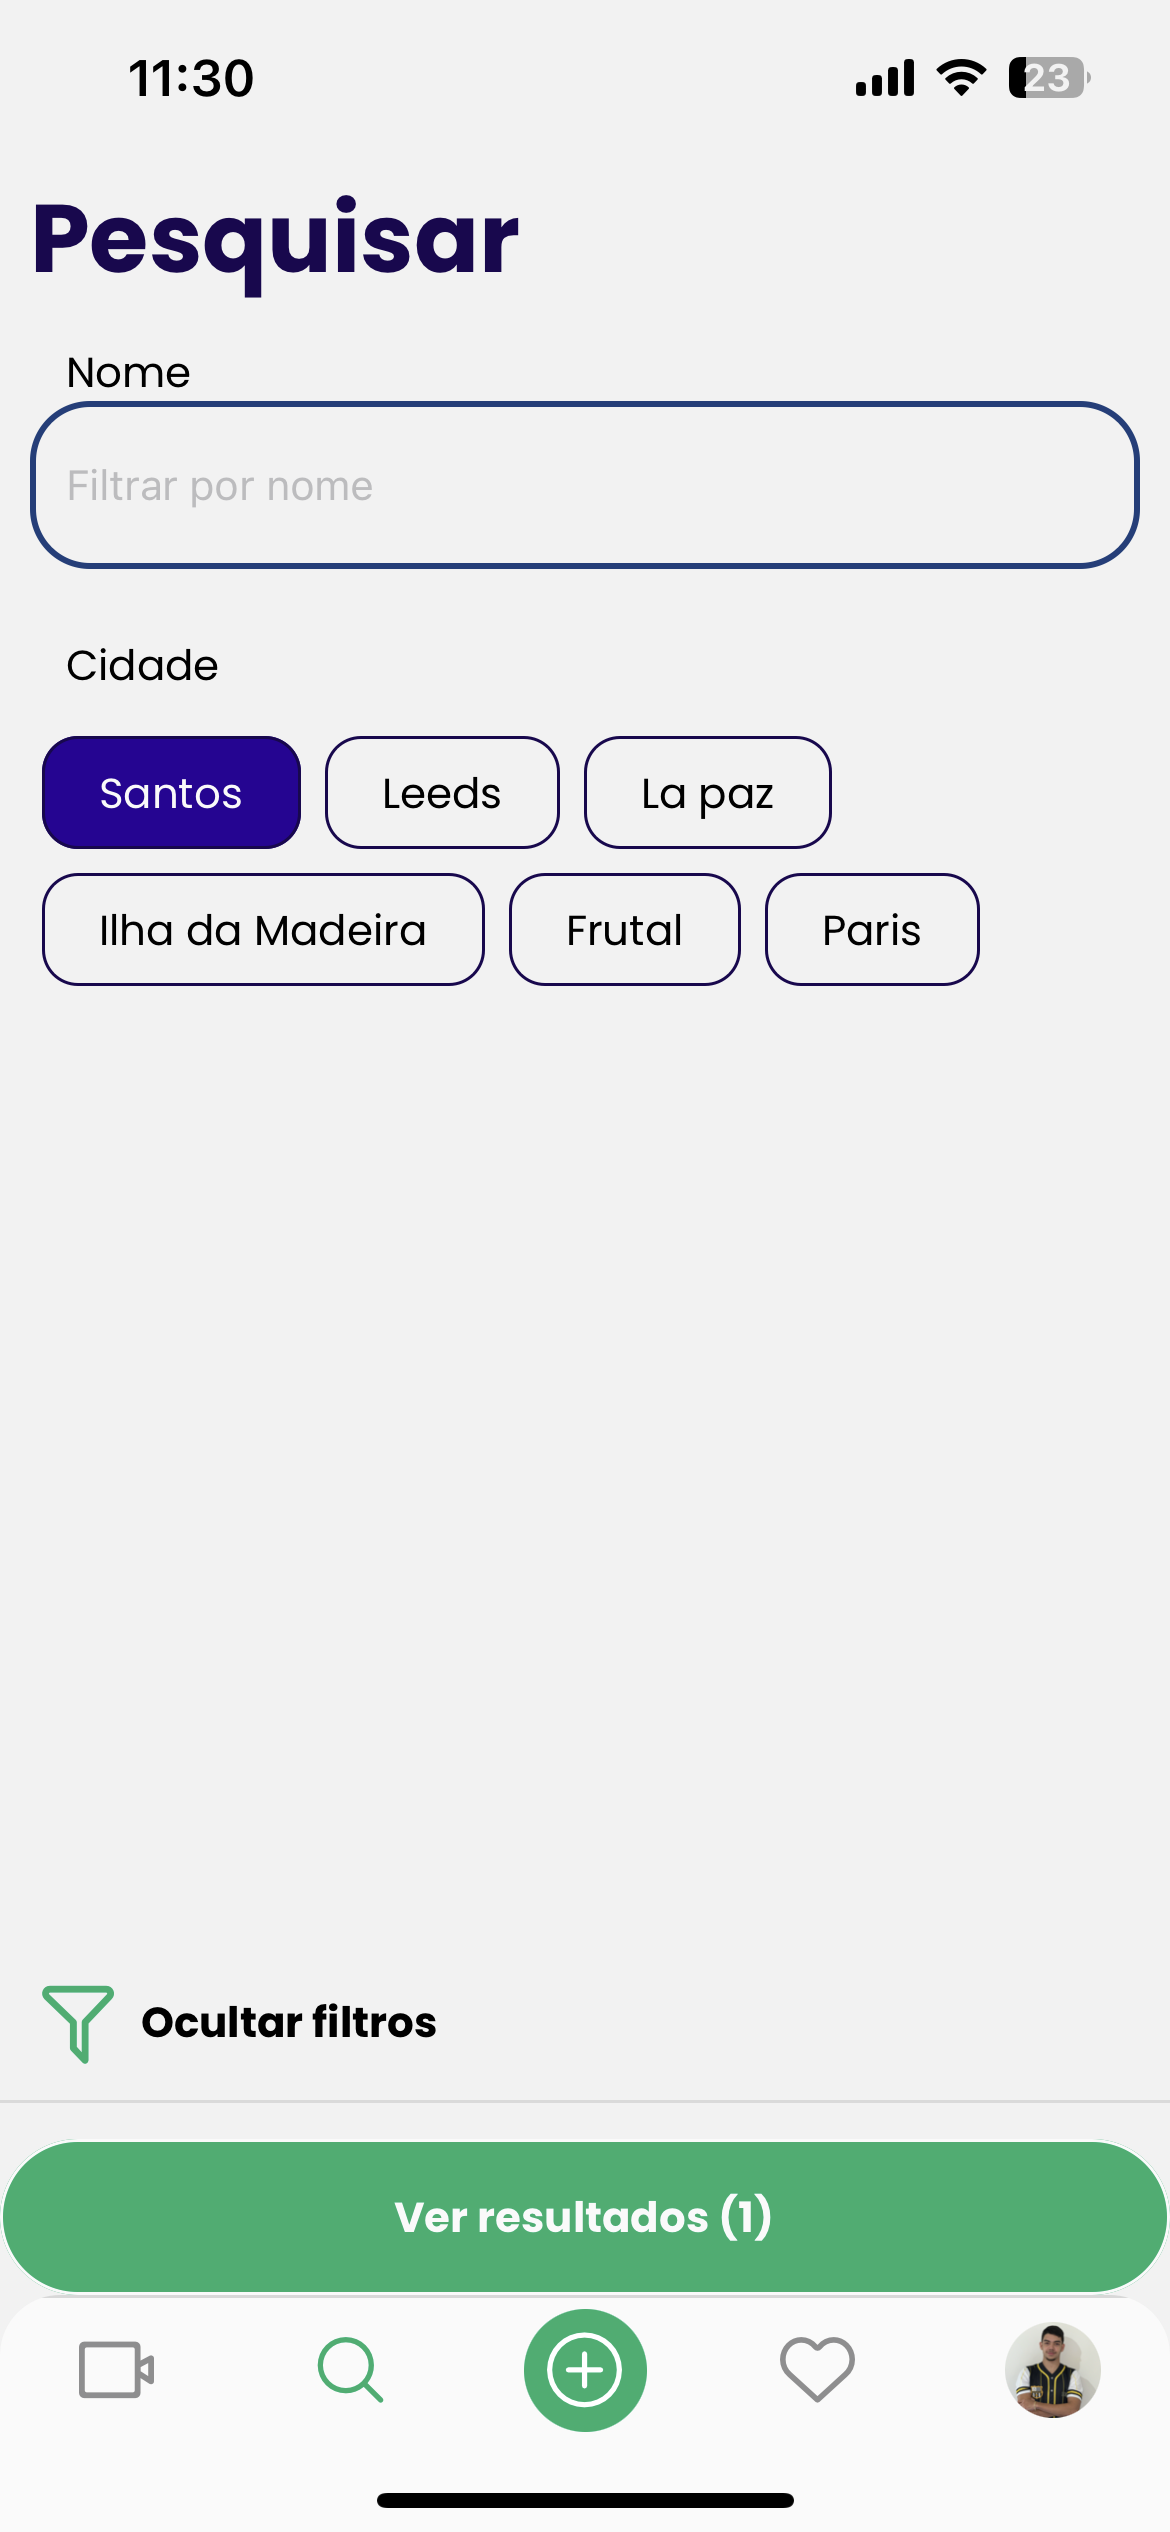 11:30
23
Pesquisar
Nome
Filtrar por nome
Cidade
Santos Leeds La paz
Ilha da Madeira Frutal Paris
Ocultar filtros
Ver resultados (1)